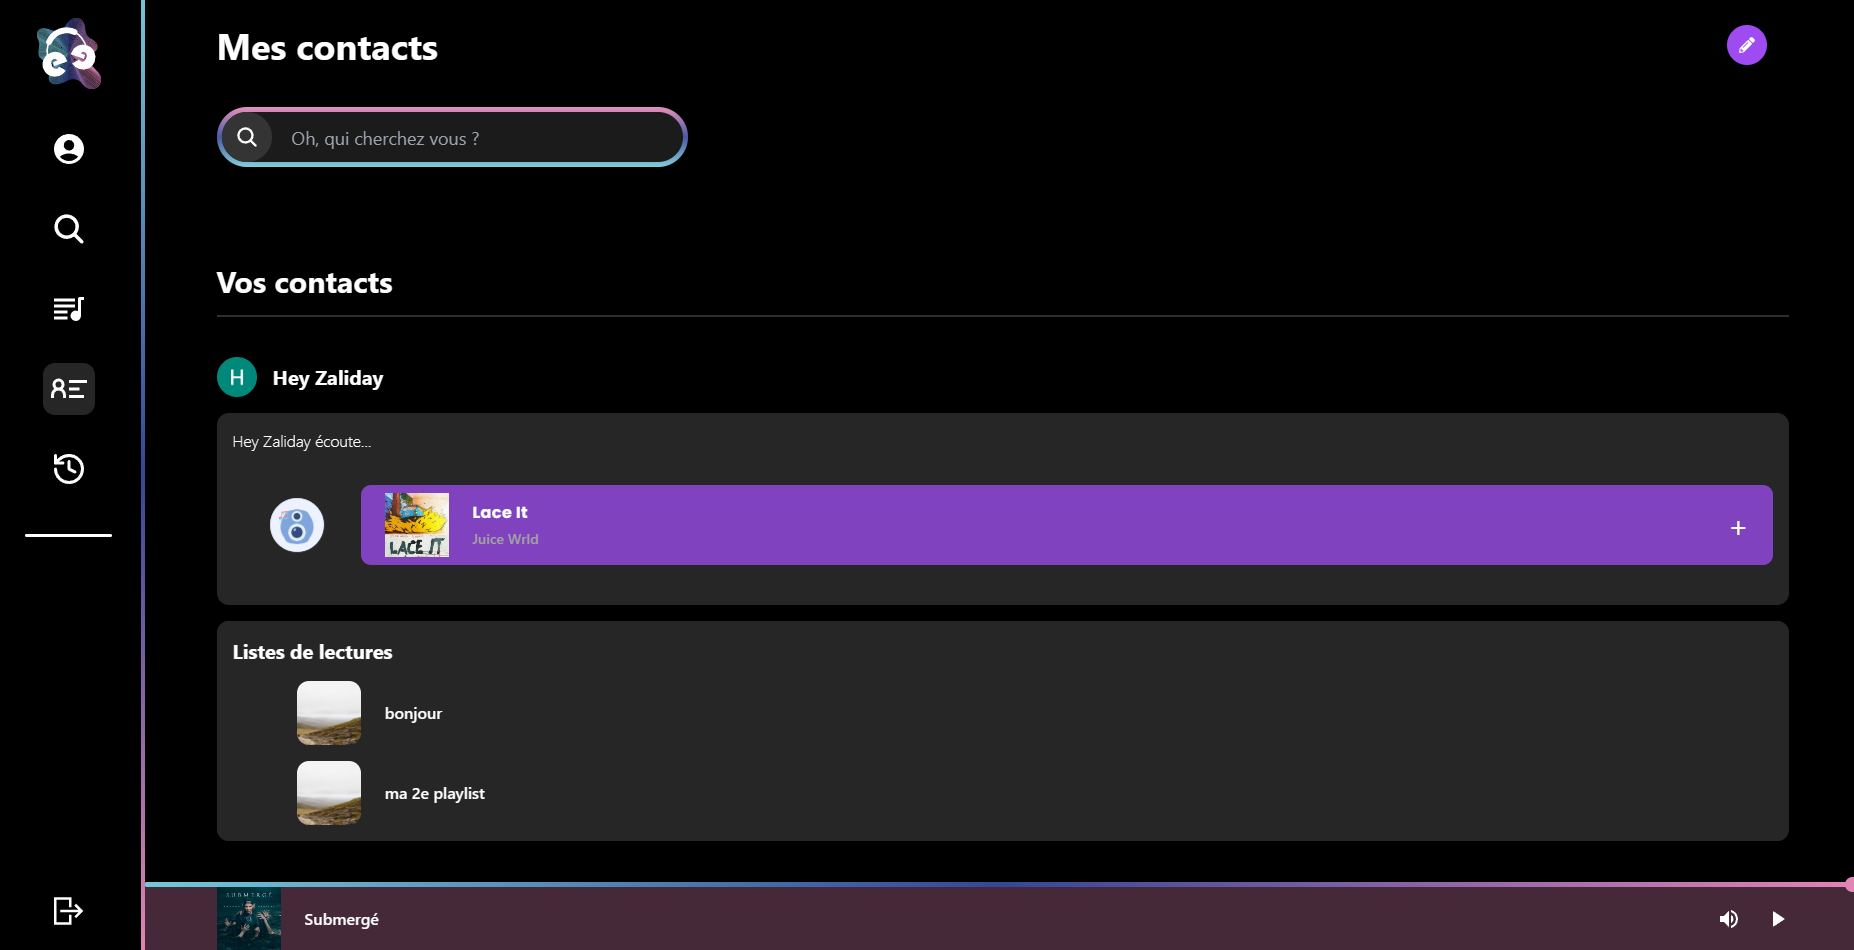 Mes contacts
Oh, qui cherchez vous ?
Vos contacts
H
Hey Zaliday
Hey Zaliday écoute...
LACE IT
Lace It
Juice Wrld
Listes de lectures
bonjour
ma 2e playlist
SUBMERGÉ
Submergé